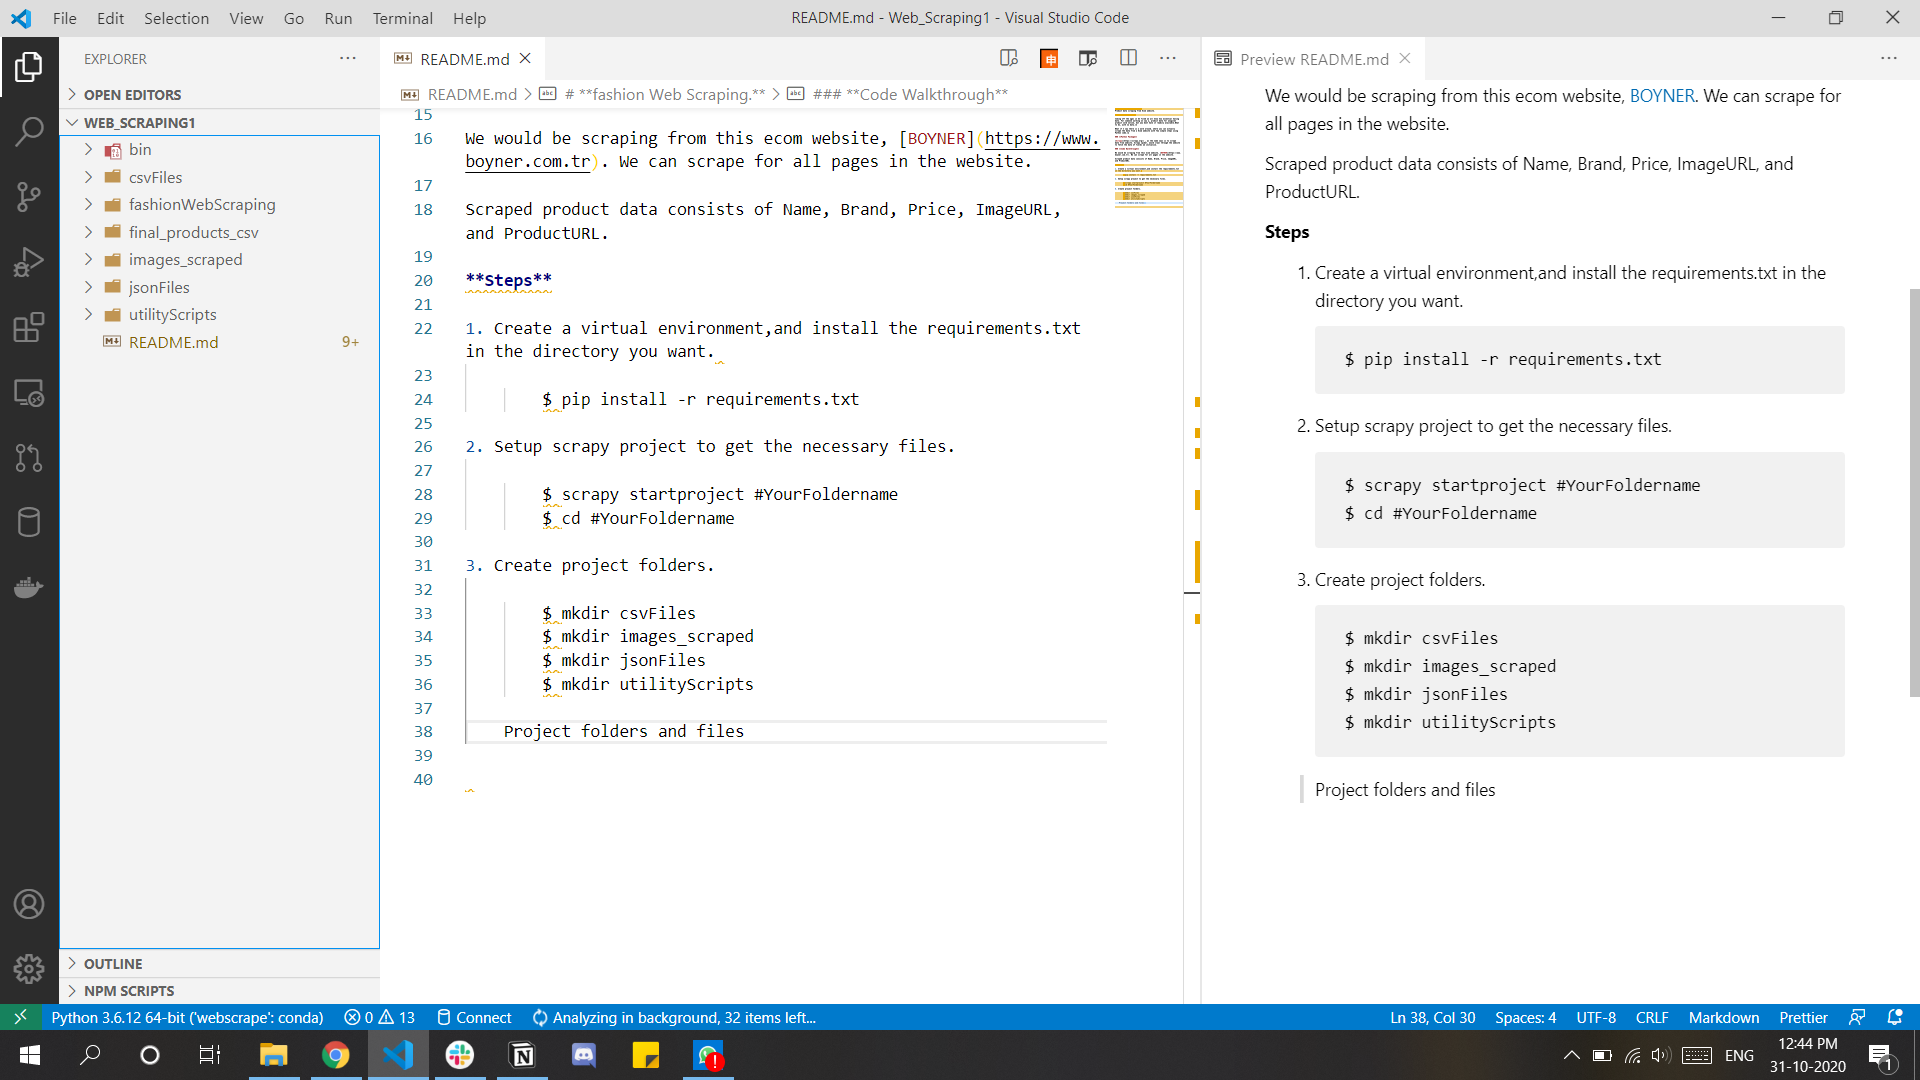 File Edit Selection View Go Run Terminal Help
README.md - Web_Scraping1 - Visual Studio Code
EXPLORER
OPEN EDITORS
WEB_SCRAPING1
bin
csvFiles
fashionWebScraping
final_products_csv
images_scraped
jsonFiles
utilityScripts
README.md 9+
OUTLINE
NPM SCRIPTS
README.md
README.md > # **fashion Web Scraping.** > ### **Code Walkthrough**
15
16 We would be scraping from this ecom website, [BOYNER](https://www.
boyner.com.tr). We can scrape for all pages in the website.
17
18 Scraped product data consists of Name, Brand, Price, ImageURL,
and ProductURL.
19
20 **Steps**
21
22 1. Create a virtual environment,and install the requirements.txt
in the directory you want.
23
24 $ pip install -r requirements.txt
25
26 2. Setup scrapy project to get the necessary files.
27
28 $ scrapy startproject #YourFoldername
29 $ cd #YourFoldername
30
31 3. Create project folders.
32
33 $ mkdir csvFiles
34 $ mkdir images_scraped
35 $ mkdir jsonFiles
36 $ mkdir utilityScripts
37
38 Project folders and files
39
40
Preview README.md
We would be scraping from this ecom website, BOYNER. We can scrape for
all pages in the website.
Scraped product data consists of Name, Brand, Price, ImageURL, and
ProductURL.
Steps
1. Create a virtual environment,and install the requirements.txt in the
directory you want.
$ pip install -r requirements.txt
2. Setup scrapy project to get the necessary files.
$ scrapy startproject #YourFoldername
$ cd #YourFoldername
3. Create project folders.
$ mkdir csvFiles
$ mkdir images_scraped
$ mkdir jsonFiles
$ mkdir utilityScripts
Project folders and files
Python 3.6.12 64-bit ('webscrape': conda) 0 13 Connect Analyzing in background, 32 items left... Ln 38, Col 30 Spaces: 4 UTF-8 CRLF Markdown Prettier
ENG
12:44 PM
31-10-2020
1